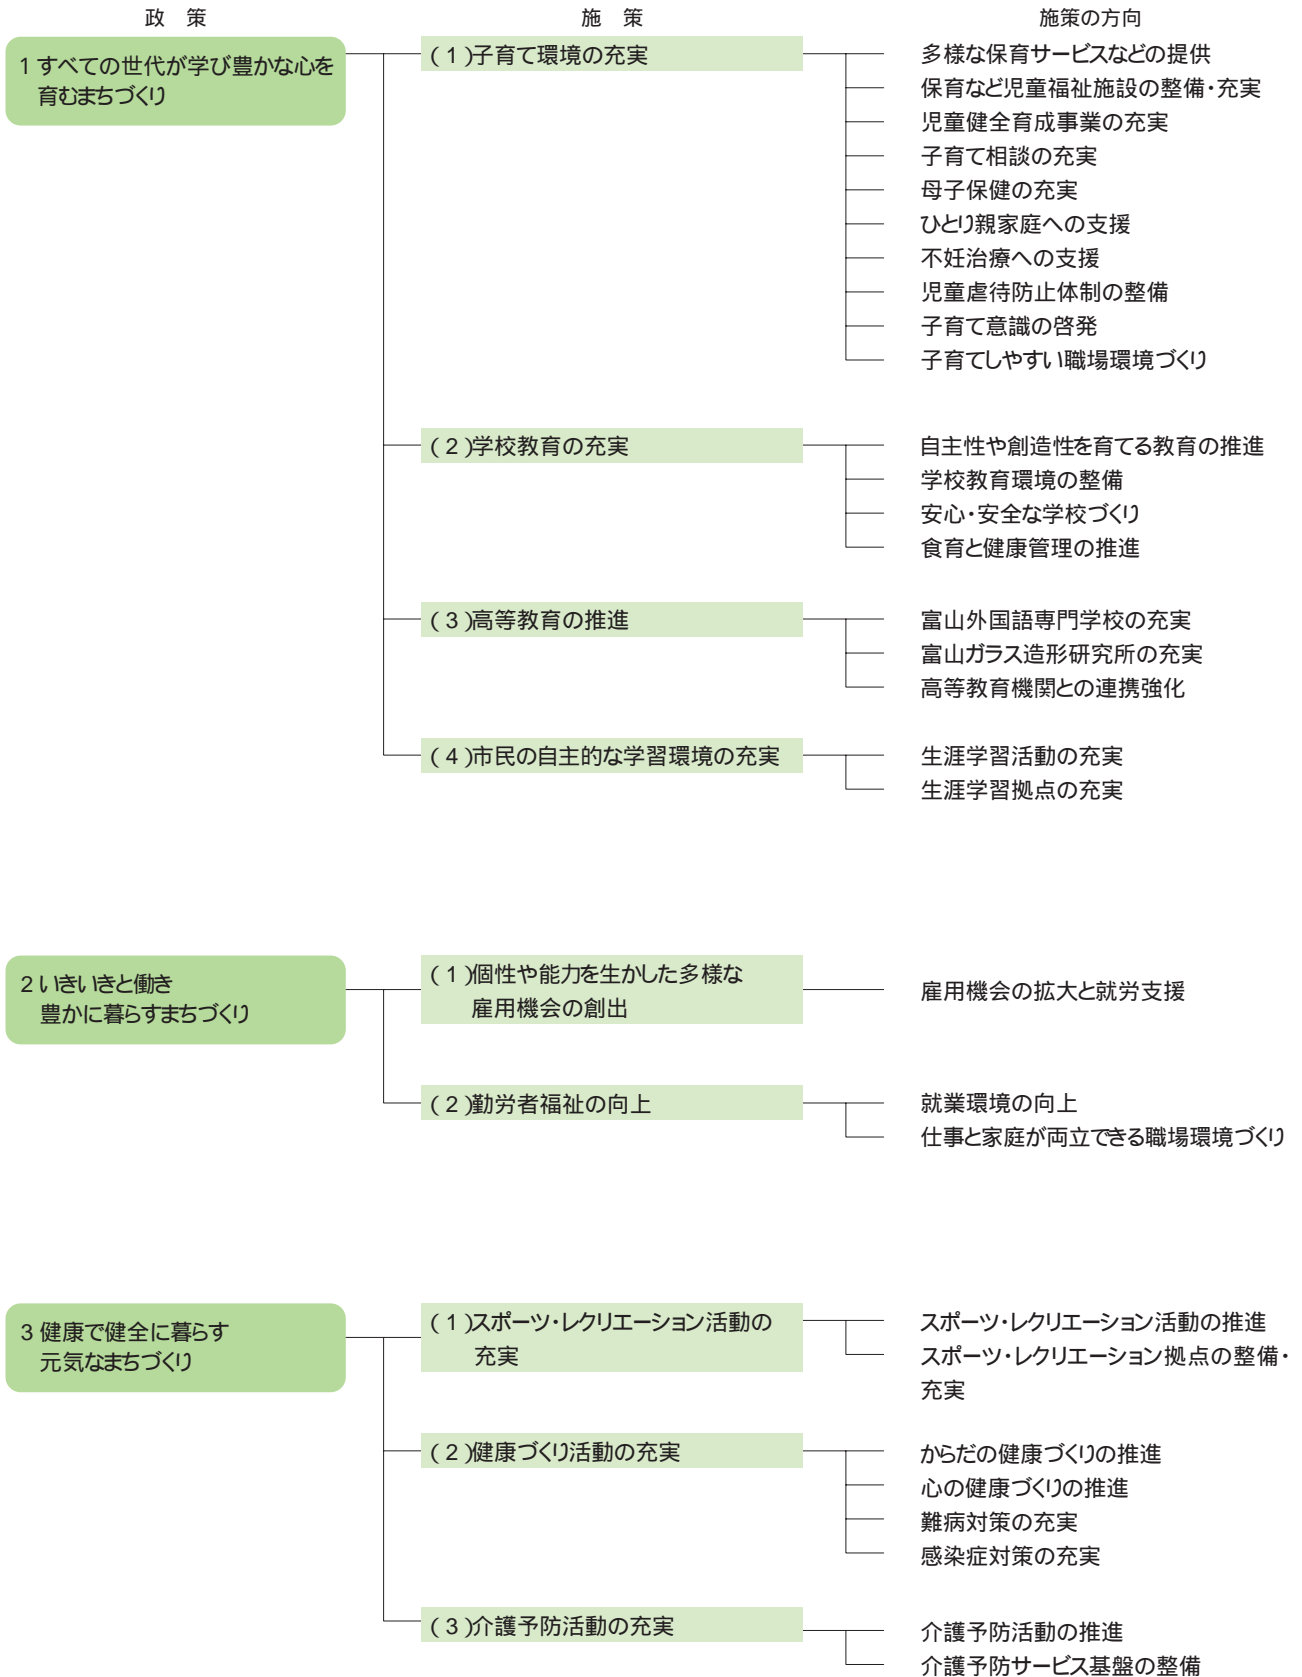 政　策
施　策
施策の方向
1 すべての世代が学び豊かな心を
育むまちづくり
(1)子育て環境の充実
多様な保育サービスなどの提供
保育など児童福祉施設の整備・充実
児童健全育成事業の充実
子育て相談の充実
母子保健の充実
ひとり親家庭への支援
不妊治療への支援
児童虐待防止体制の整備
子育て意識の啓発
子育てしやすい職場環境づくり
(2)学校教育の充実
自主性や創造性を育てる教育の推進
学校教育環境の整備
安心・安全な学校づくり
食育と健康管理の推進
(3)高等教育の推進
富山外国語専門学校の充実
富山ガラス造形研究所の充実
高等教育機関との連携強化
(4)市民の自主的な学習環境の充実
生涯学習活動の充実
生涯学習拠点の充実
2 いきいきと働き
豊かに暮らすまちづくり
(1)個性や能力を生かした多様な
雇用機会の創出
雇用機会の拡大と就労支援
(2)勤労者福祉の向上
就業環境の向上
仕事と家庭が両立できる職場環境づくり
3 健康で健全に暮らす
元気なまちづくり
(1)スポーツ・レクリエーション活動の
充実
スポーツ・レクリエーション活動の推進
スポーツ・レクリエーション拠点の整備・
充実
(2)健康づくり活動の充実
からだの健康づくりの推進
心の健康づくりの推進
難病対策の充実
感染症対策の充実
(3)介護予防活動の充実
介護予防活動の推進
介護予防サービス基盤の整備